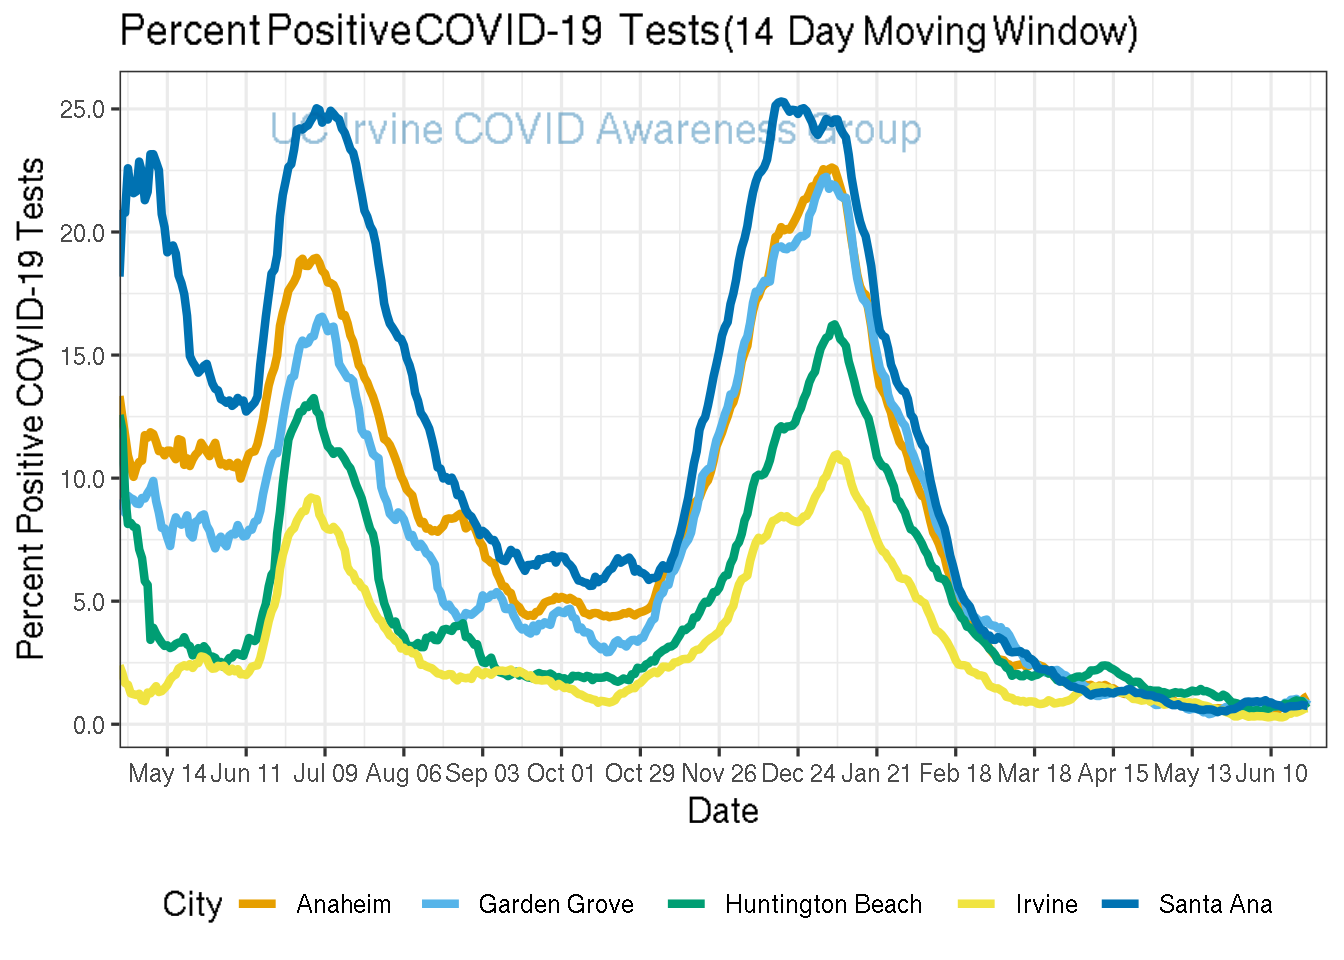 Percent Positive COVID-19 Tests (14 Day Moving Window)
UC Irvine COVID Awareness Group
Percent Positive COVID-19 Tests
25.0
20.0
15.0
10.0
5.0
0.0
May 14 Jun 11 Jul 09 Aug 06 Sep 03 Oct 01 Oct 29 Nov 26 Dec 24 Jan 21 Feb 18 Mar 18 Apr 15 May 13 Jun 10
Date
City Anaheim Garden Grove Huntington Beach Irvine Santa Ana